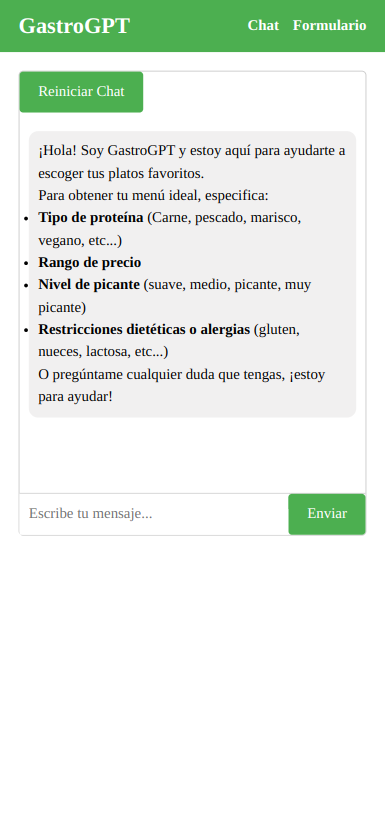 GastroGPT
Chat Formulario
Reiniciar Chat
¡Hola! Soy GastroGPT y estoy aquí para ayudarte a
escoger tus platos favoritos.
Para obtener tu menú ideal, especifica:
• Tipo de proteína (Carne, pescado, marisco,
vegano, etc...)
• Rango de precio
• Nivel de picante (suave, medio, picante, muy
picante)
• Restricciones dietéticas o alergias (gluten,
nueces, lactosa, etc...)
O pregúntame cualquier duda que tengas, ¡estoy
para ayudar!
Escribe tu mensaje...
Enviar